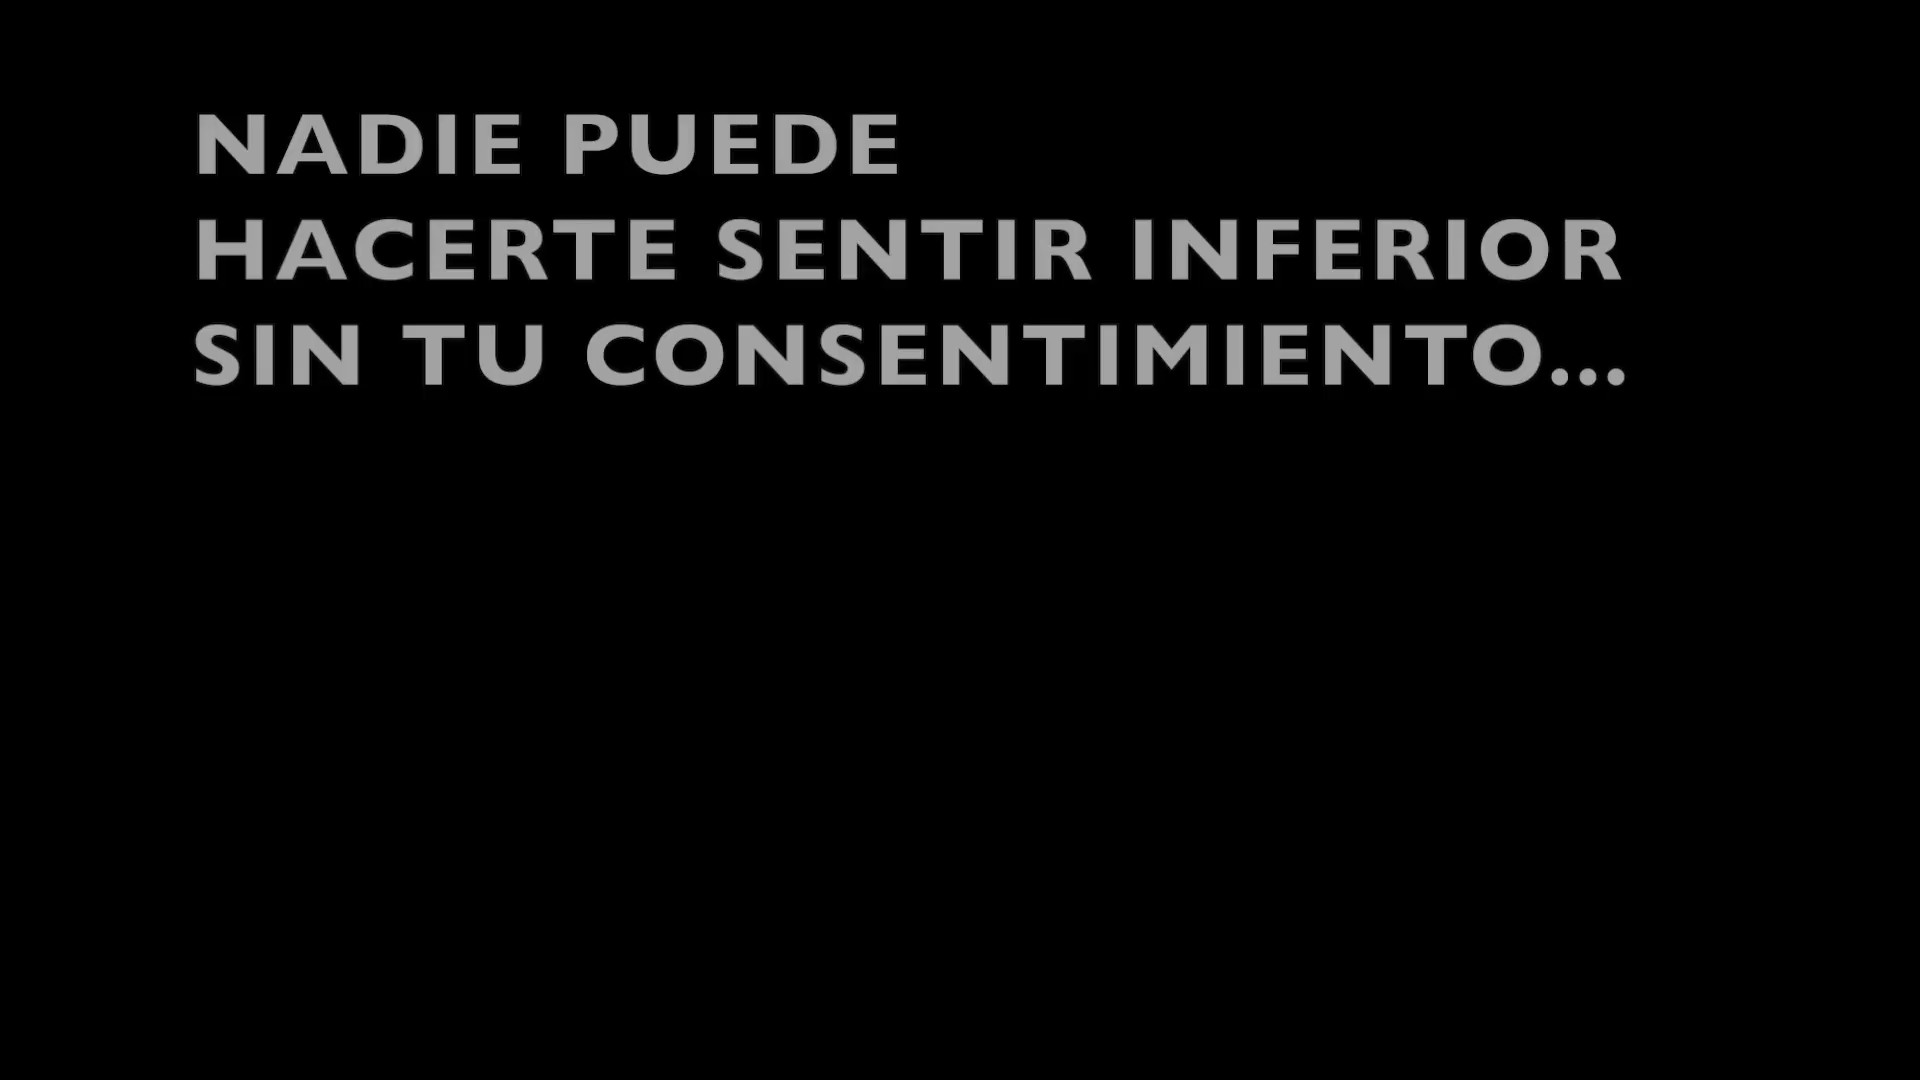 NADIE PUEDE
HACERTE SENTIR INFERIOR
SIN TU CONSENTIMIENTO...